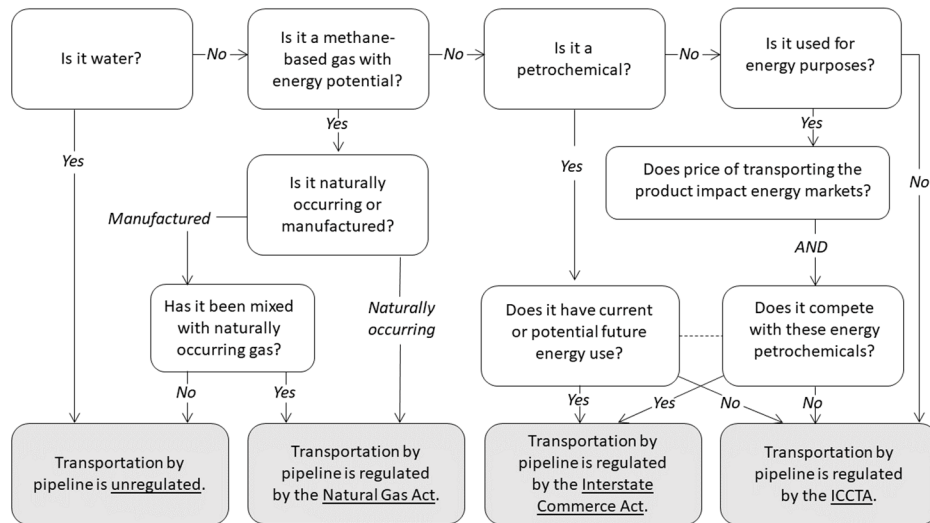 Is it water?
No
Is it a methane-
based gas with
energy potential?
No
Is it a
petrochemical?
No
Is it used for
energy purposes?
Yes
Yes
Yes
Yes
No
Is it naturally
occurring or
manufactured?
Does price of transporting the
product impact energy markets?
Manufactured
AND
Has it been mixed
with naturally
occurring gas?
Naturally
occurring
Does it have current
or potential future
energy use?
Does it compete
with these energy
petrochemicals?
No
Yes
Yes
Yes
No
No
Transportation by
pipeline is unregulated.
Transportation by
pipeline is regulated
by the Natural Gas Act.
Transportation by
pipeline is regulated
by the Interstate
Commerce Act.
Transportation by
pipeline is regulated
by the ICCTA.